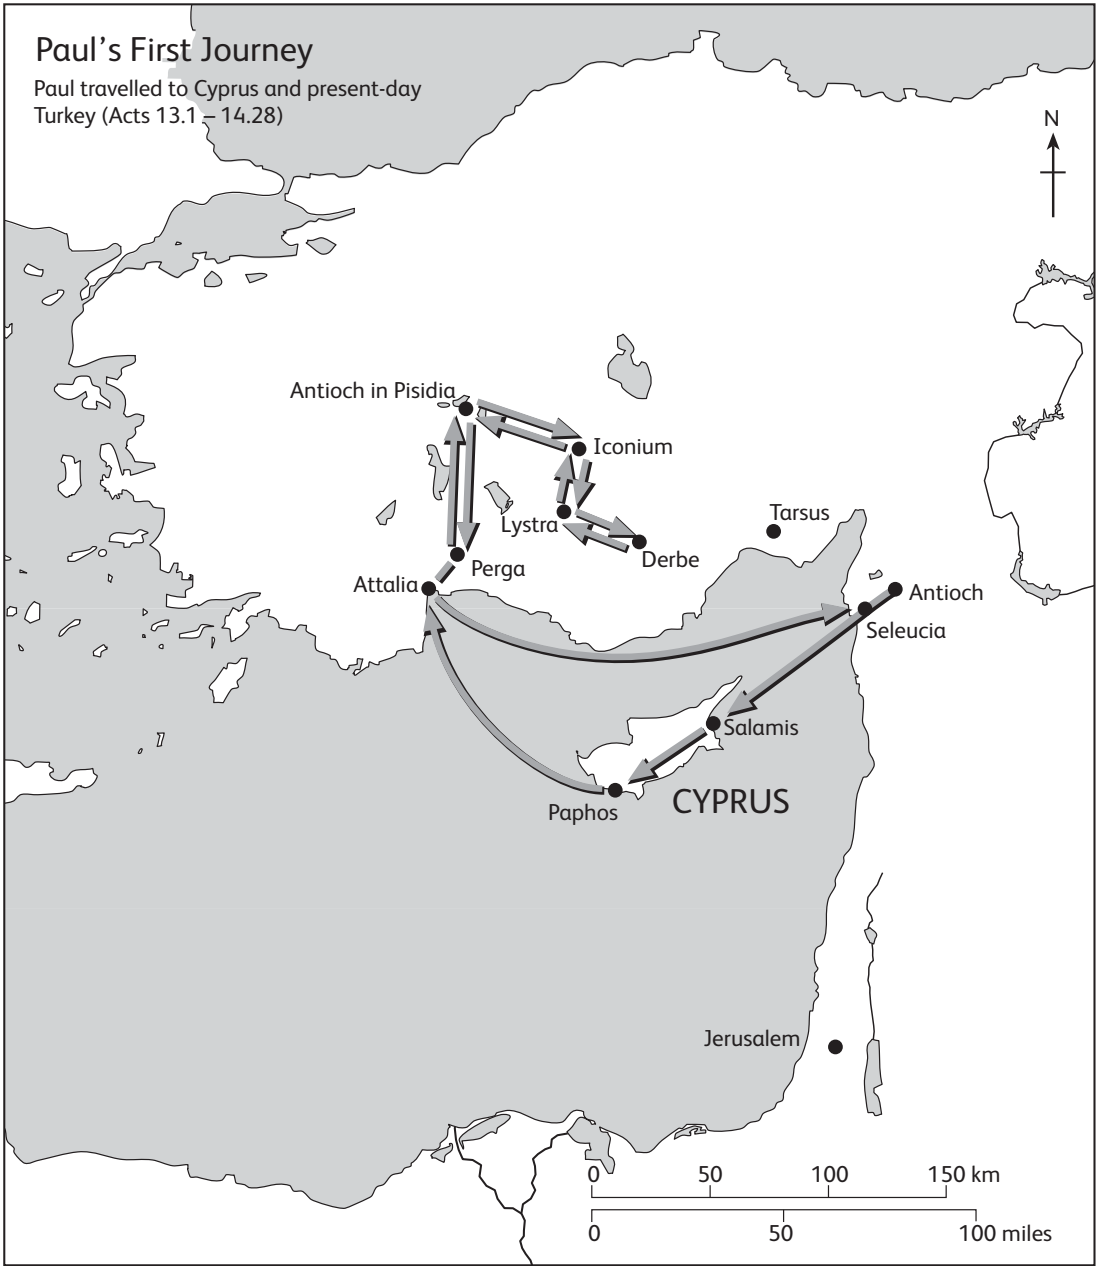 Paul’s First Journey
Paul travelled to Cyprus and present-day
Turkey (Acts 13.1 – 14.28)
N
Antioch in Pisidia
Iconium
Lystra
Tarsus
Derbe
Perga
Attalia
Antioch
Seleucia
Salamis
Paphos
CYPRUS
Jerusalem
0 50 100 150 km
0 50 100 miles